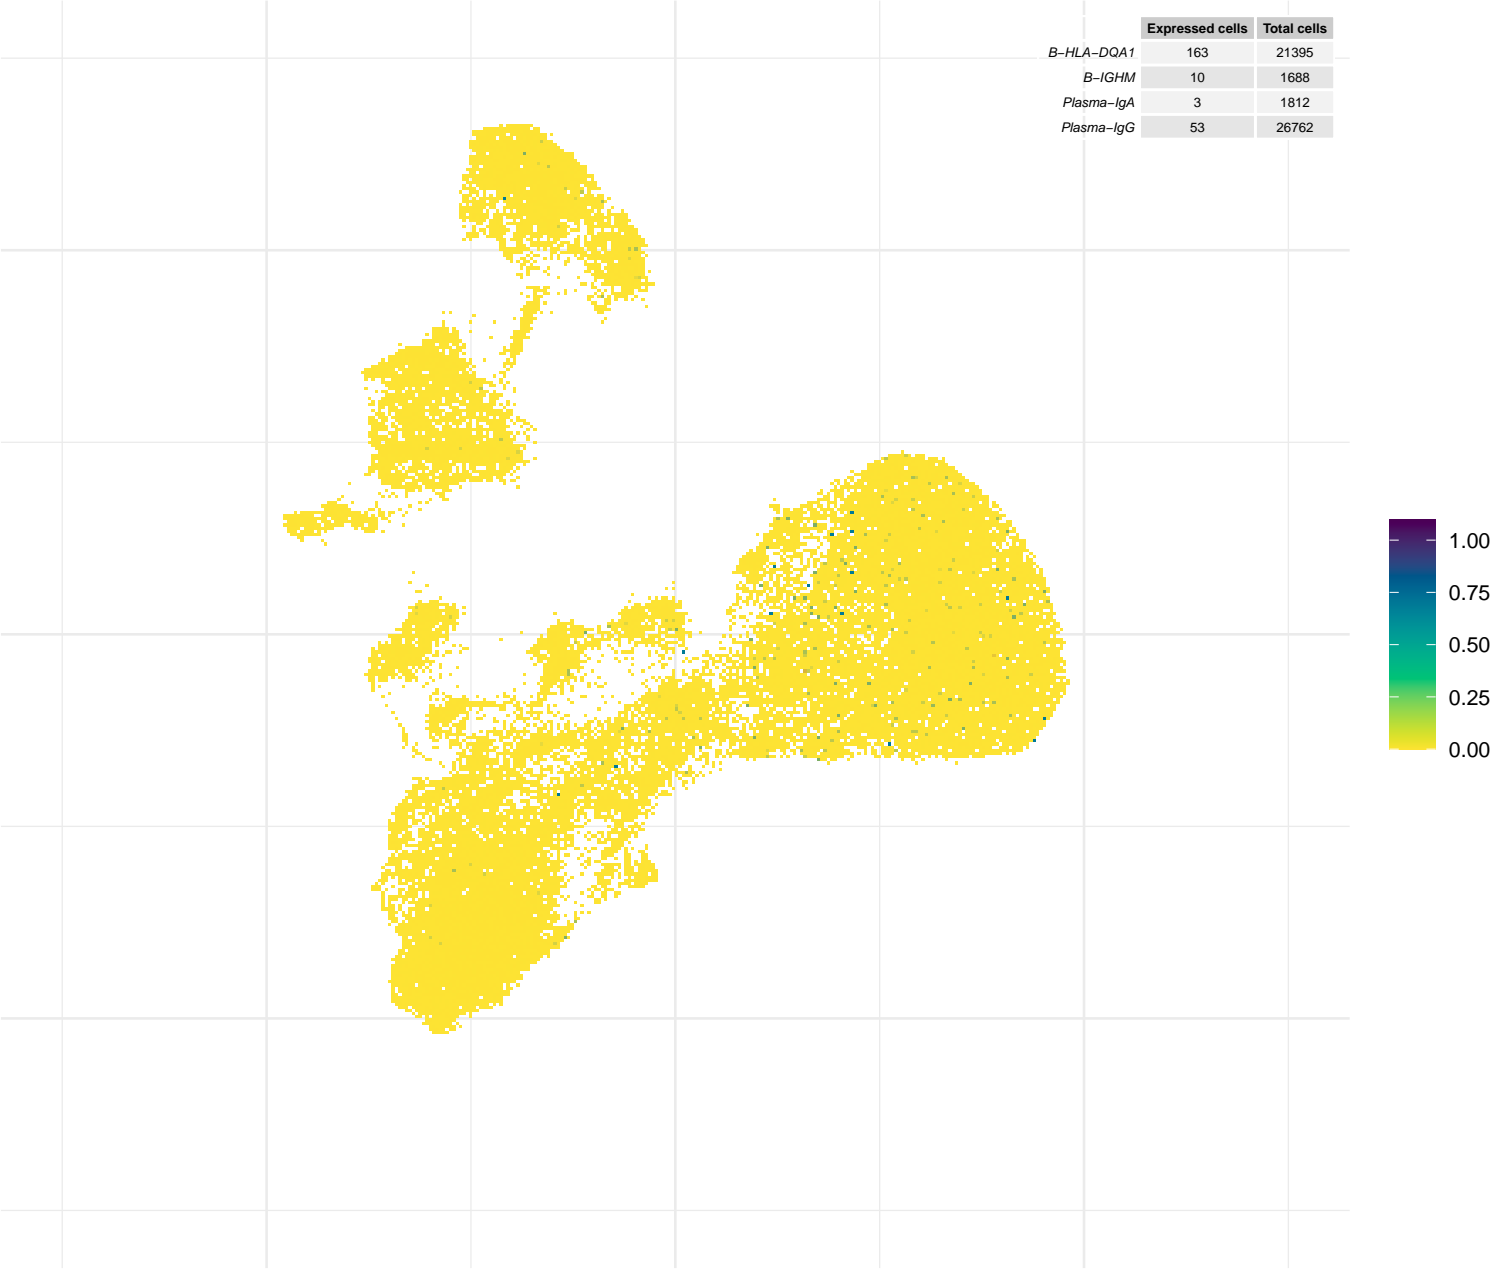 Expressed cells Total cells
B−HLA−DQA1 163 21395
B−IGHM 10 1688
Plasma−IgA 3 1812
Plasma−IgG 53 26762
1.00
0.75
0.50
0.25
0.00